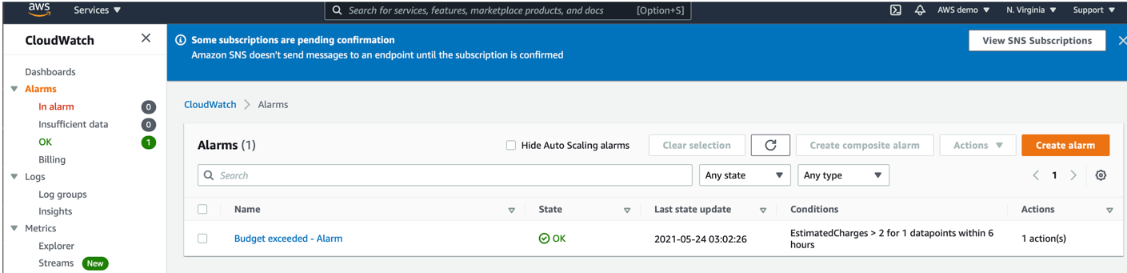 aws Services ▼ Search for services, features, marketplace products, and docs [Option+S] AWS demo ▼ N. Virginia ▼ Support ▼
CloudWatch ×
Some subscriptions are pending confirmation
Amazon SNS doesn't send messages to an endpoint until the subscription is confirmed
View SNS Subscriptions
Dashboards
Alarms
In alarm 0
Insufficient data 0
OK 1
Billing
Logs
Log groups
Insights
Metrics
Explorer
Streams New
CloudWatch > Alarms
Alarms (1) Hide Auto Scaling alarms Clear selection Create composite alarm Actions ▼ Create alarm
Search Any state ▼ Any type ▼ < 1 >
Name State Last state update Conditions Actions
Budget exceeded - Alarm OK 2021-05-24 03:02:26 EstimatedCharges > 2 for 1 datapoints within 6
hours
1 action(s)